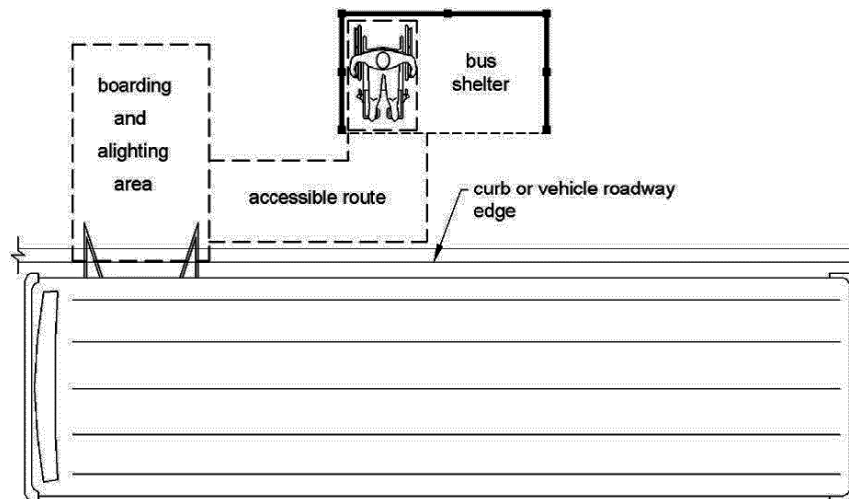 boarding
and
alighting
area
bus
shelter
accessible route
curb or vehicle roadway
edge